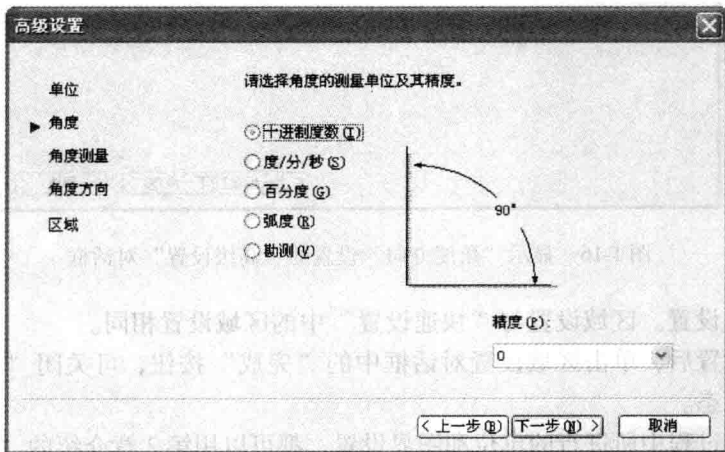 高级设置
单位
角度
角度测量
角度方向
区域
请选择角度的测量单位及其精度。
十进制度数(T)
度/分/秒(S)
百分度(G)
弧度(R)
勘测(V)
90°
精度(P):
0
<上一步(B)
下一步(N)>
取消